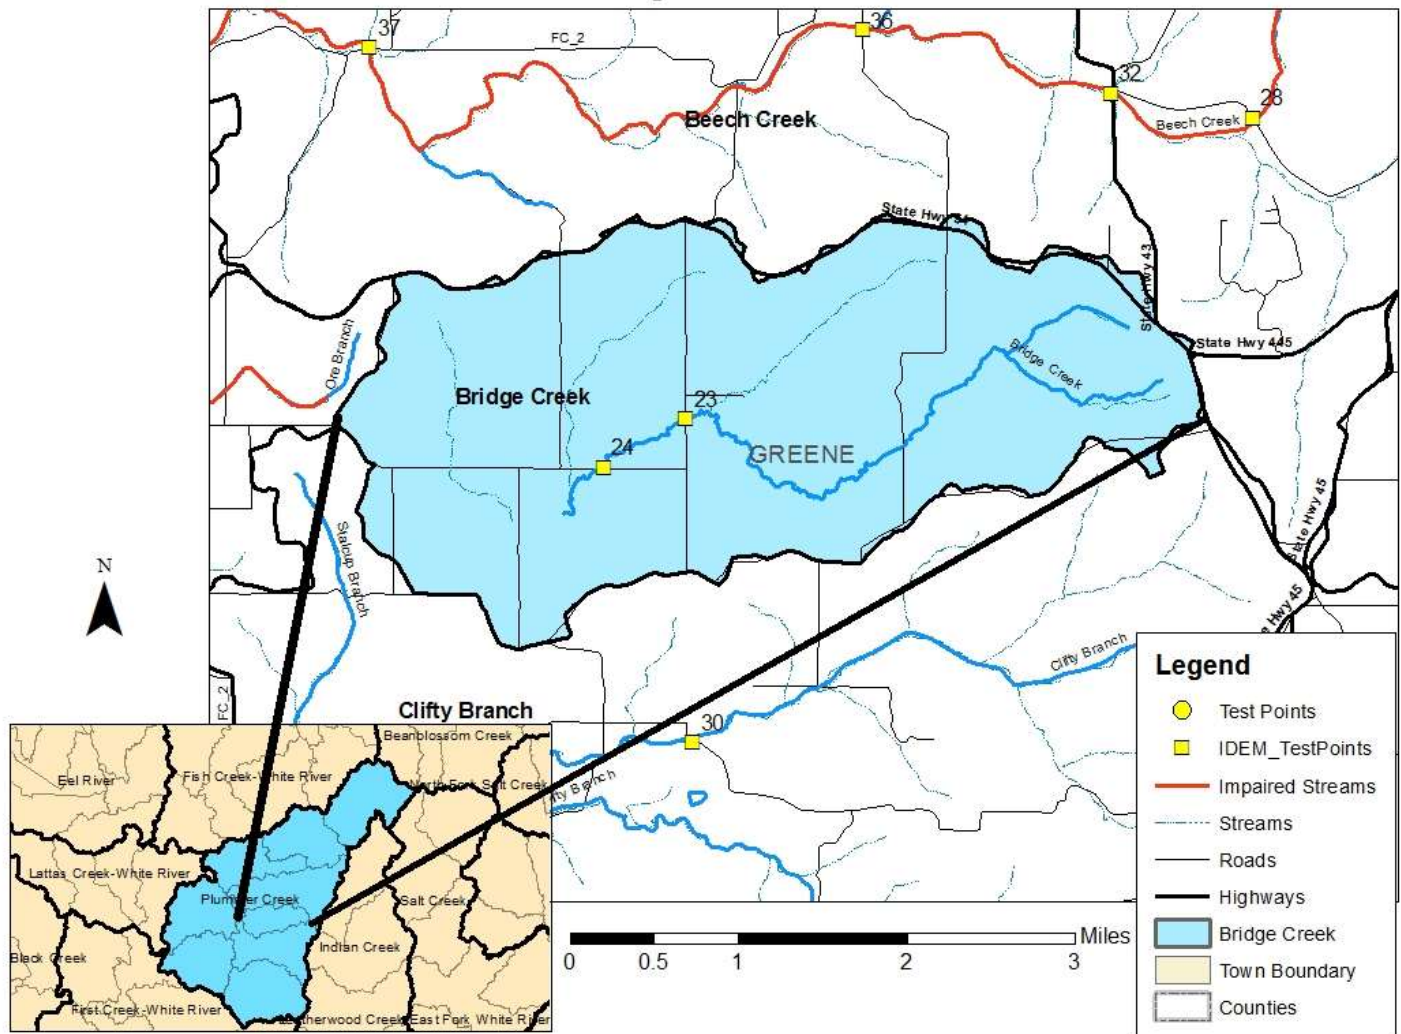 37
FC_2
36
32
28
Beech Creek
Beech Creek
State Hwy 54
State Hwy 43
State Hwy 445
Ore Branch
Bridge Creek
Bridge Creek
23
24
GREENE
State Hwy 45
Hwy 45
Stalcup Branch
N
FC_2
Clifty Branch
Clifty Branch
30
fty Branch
Beanblossom Creek
Eel River
Fish Creek-White River
North Fork Salt Creek
Lattas Creek-White River
Plummer Creek
Salt Creek
Indian Creek
Black Creek
First Creek-White River
East Fork White River
Legend
Test Points
IDEM_TestPoints
Impaired Streams
Streams
Roads
Highways
Bridge Creek
Town Boundary
Counties
Miles
0 0.5 1 2 3